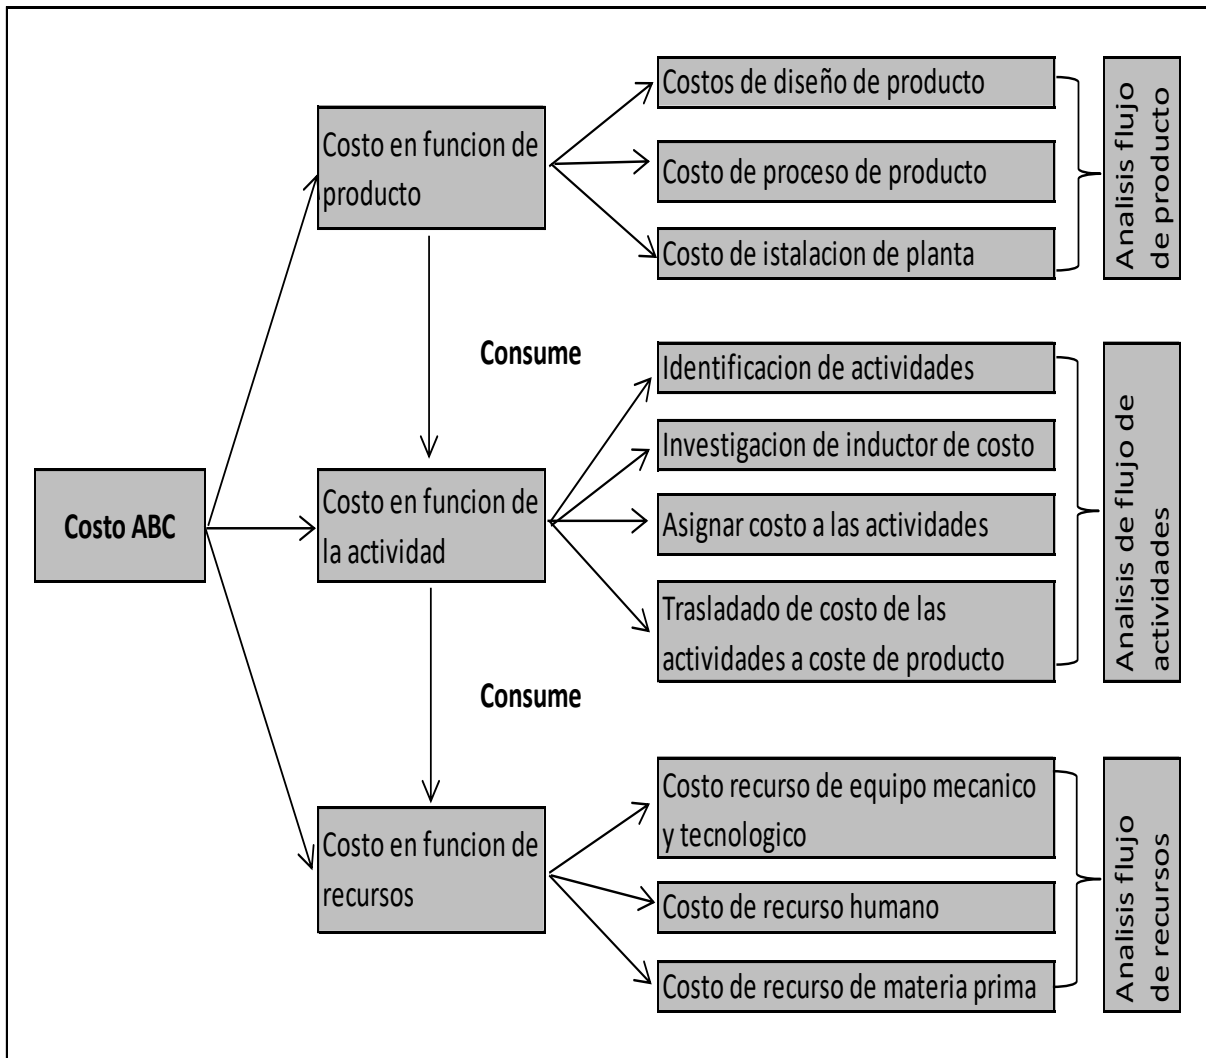 Costo ABC
Costo en funcion de
producto
Costos de diseño de producto
Costo de proceso de producto
Costo de istalacion de planta
Analisis flujo
de producto
Consume
Costo en funcion de
la actividad
Identificacion de actividades
Investigacion de inductor de costo
Asignar costo a las actividades
Trasladado de costo de las
actividades a coste de producto
Analisis de flujo de
actividades
Consume
Costo en funcion de
recursos
Costo recurso de equipo mecanico
y tecnologico
Costo de recurso humano
Costo de recurso de materia prima
Analisis flujo
de recursos